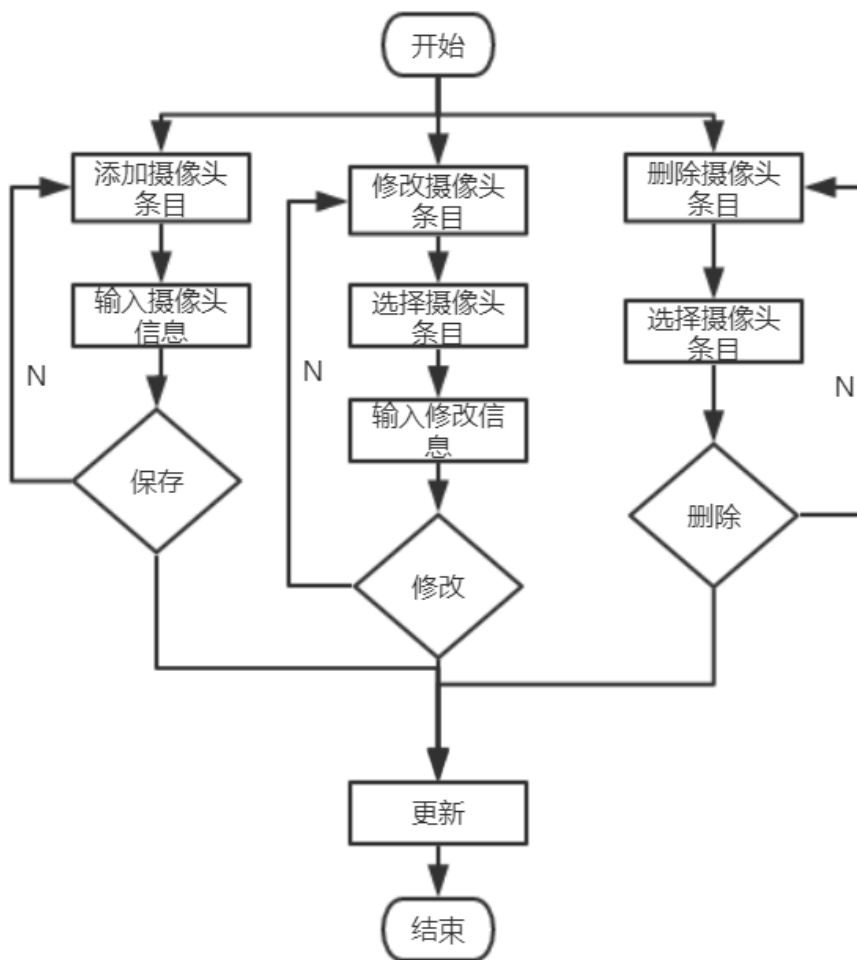 开始
添加摄像头
条目
修改摄像头
条目
删除摄像头
条目
输入摄像头
信息
选择摄像头
条目
选择摄像头
条目
N
N
N
输入修改信
息
保存
删除
修改
更新
结束